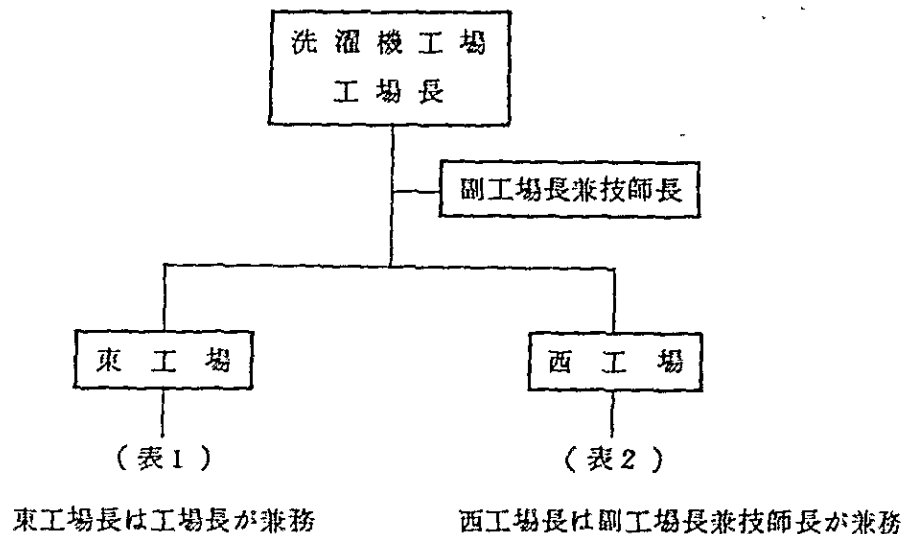 洗濯機工場
工場長
副工場長兼技師長
東工場
西工場
(表1)
(表2)
東工場長は工場長が兼務
西工場長は副工場長兼技師長が兼務